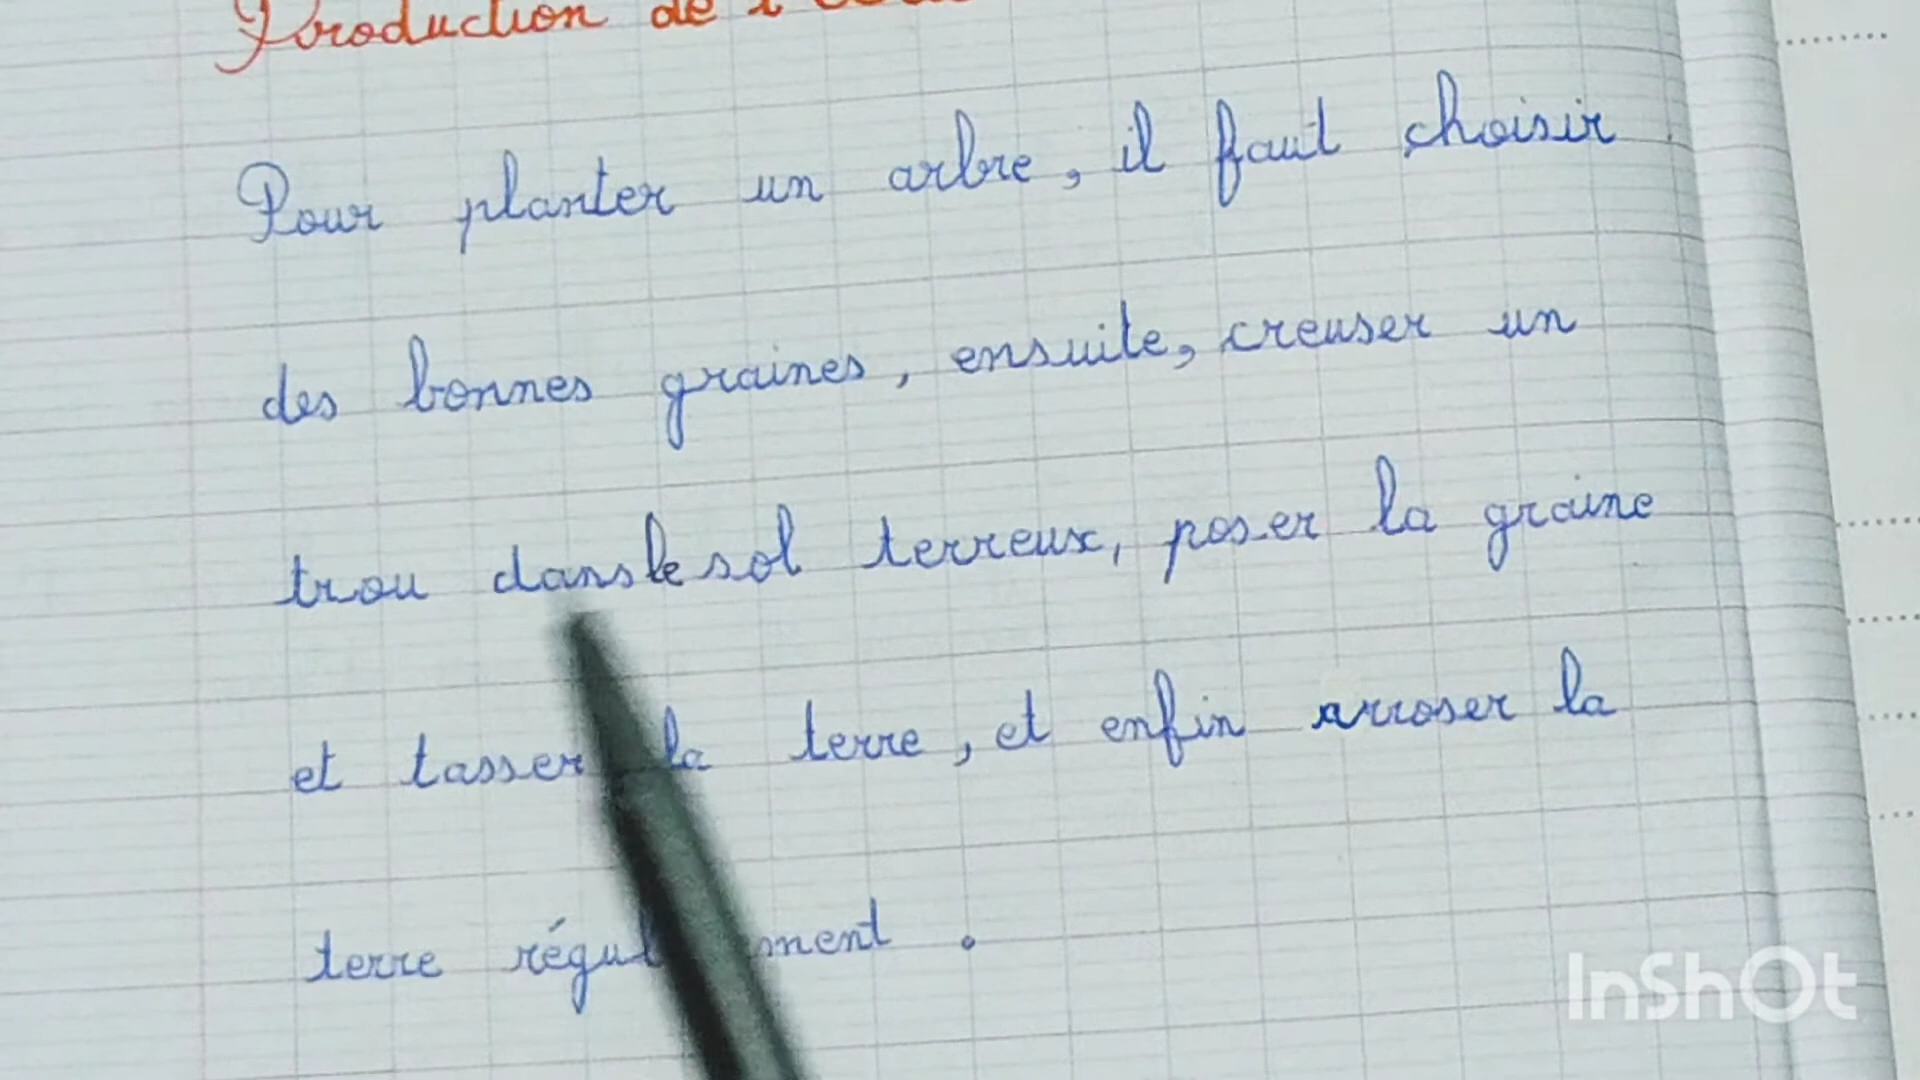 Production de l'
Pour planter un arbre, il faut choisir
des bonnes graines, ensuite, creuser un
trou dans le sol terreux, poser la graine
et tasser la terre, et enfin arroser la
terre
InShOt